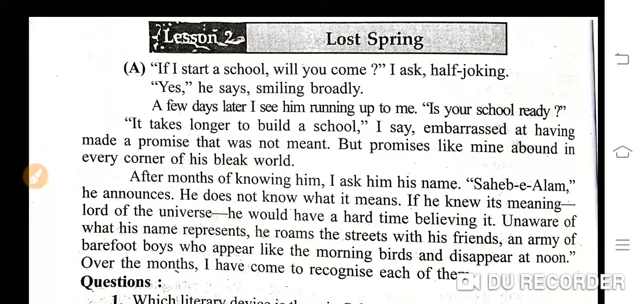 Lesson 2
Lost Spring
(A) “If I start a school, will you come ?” I ask, half-joking.
“Yes,” he says, smiling broadly.
A few days later I see him running up to me. “Is your school ready ?”
“It takes longer to build a school,” I say, embarrassed at having
made a promise that was not meant. But promises like mine abound in
every corner of his bleak world.
After months of knowing him, I ask him his name. “Saheb-e-Alam,”
he announces. He does not know what it means. If he knew its meaning—
lord of the universe—he would have a hard time believing it. Unaware of
what his name represents, he roams the streets with his friends, an army of
barefoot boys who appear like the morning birds and disappear at noon.”
Over the months, I have come to recognise each of
DU RECORDER
Questions :
1. Which literary device is